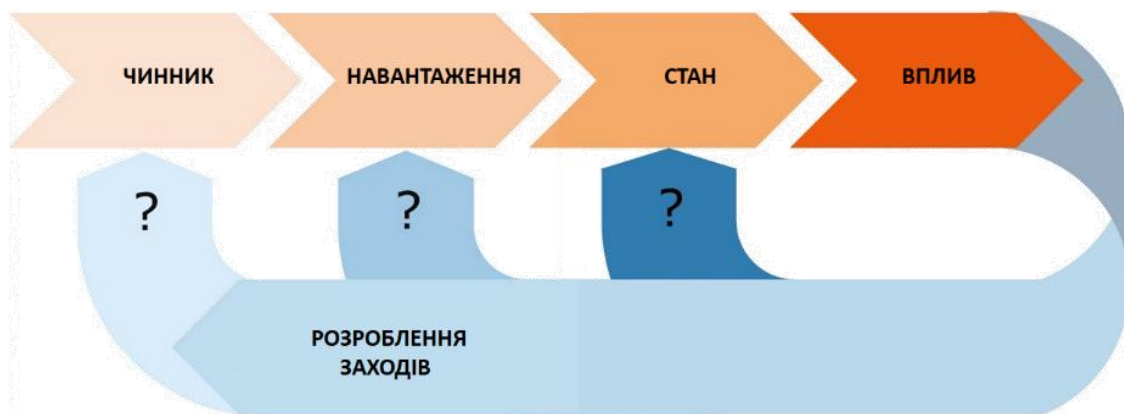 ЧИННИК
НАВАНТАЖЕННЯ
СТАН
ВПЛИВ
?
?
?
РОЗРОБЛЕННЯ
ЗАХОДІВ